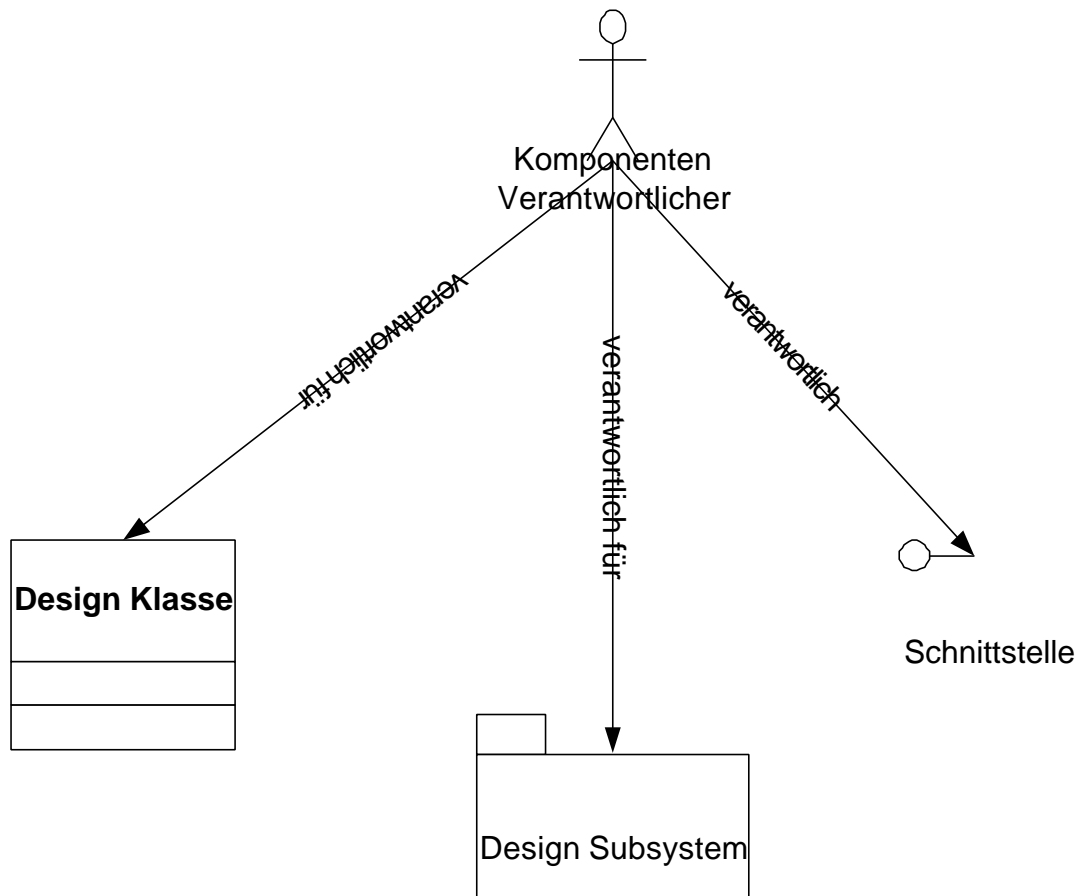 Komponenten
Verantwortlicher
verantwortlich für
verantwortlich für
verantwortlich
Design Klasse
Schnittstelle
Design Subsystem